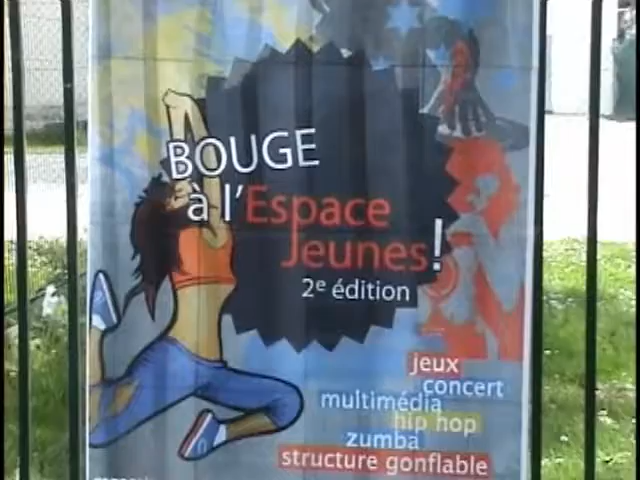 BOUGE
à l'Espace
Jeunes!
2e édition
jeux
concert
multimédia
hip hop
zumba
structure gonflable